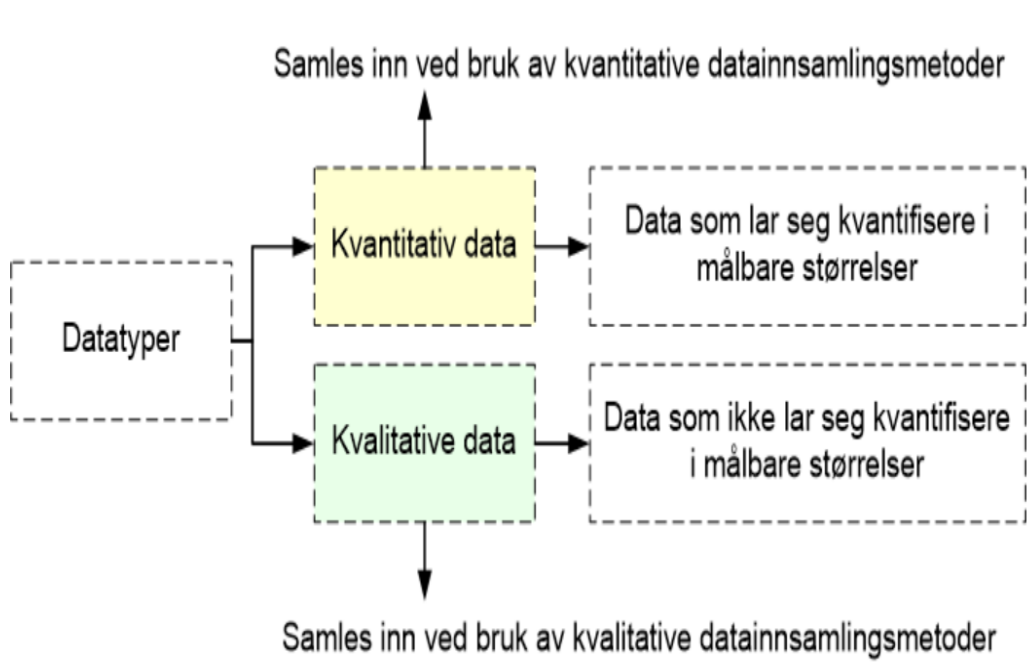 Samles inn ved bruk av kvantitative datainnsamlingsmetoder
Kvantitativ data
Data som lar seg kvantifisere i
målbare størrelser
Datatyper
Kvalitative data
Data som ikke lar seg kvantifisere
i målbare størrelser
Samles inn ved bruk av kvalitative datainnsamlingsmetoder